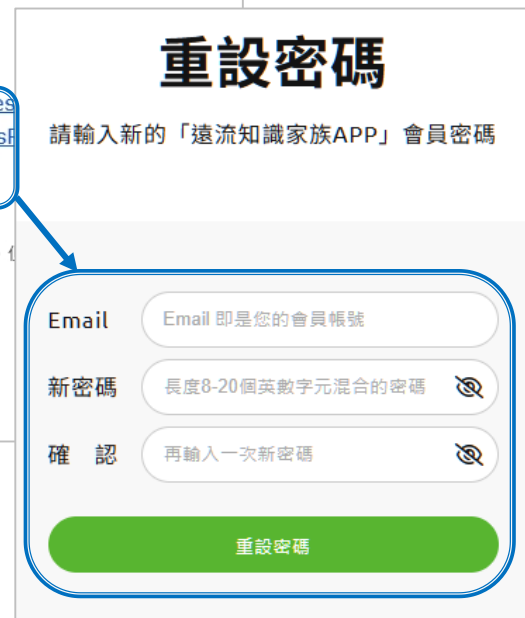 重設密碼
請輸入新的「遠流知識家族APP」會員密碼
Email Email 即是您的會員帳號
新密碼 長度8-20個英數字元混合的密碼
確 認 再輸入一次新密碼
重設密碼